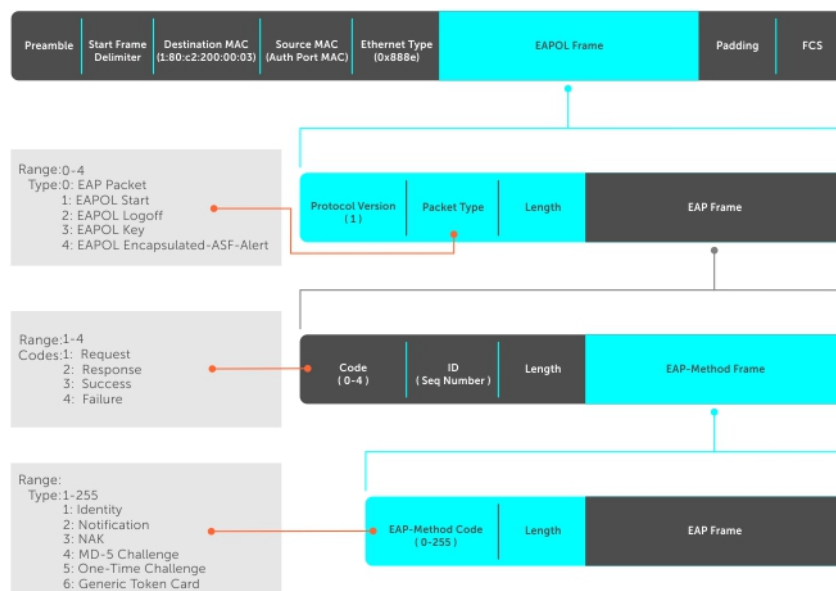 Preamble
Start Frame
Delimiter
Destination MAC
(1:80:c2:200:00:03)
Source MAC
(Auth Port MAC)
Ethernet Type
(0x888e)
EAPOL Frame
Padding
FCS
Range:0-4
Type:0: EAP Packet
1: EAPOL Start
2: EAPOL Logoff
3: EAPOL Key
4: EAPOL Encapsulated-ASF-Alert
Protocol Version
( 1 )
Packet Type
Length
EAP Frame
Range:1-4
Codes:1: Request
2: Response
3: Success
4: Failure
Code
( 0-4 )
ID
( Seq Number )
Length
EAP-Method Frame
Range:
Type:1-255
1: Identity
2: Notification
3: NAK
4: MD-5 Challenge
5: One-Time Challenge
6: Generic Token Card
EAP-Method Code
( 0-255 )
Length
EAP Frame